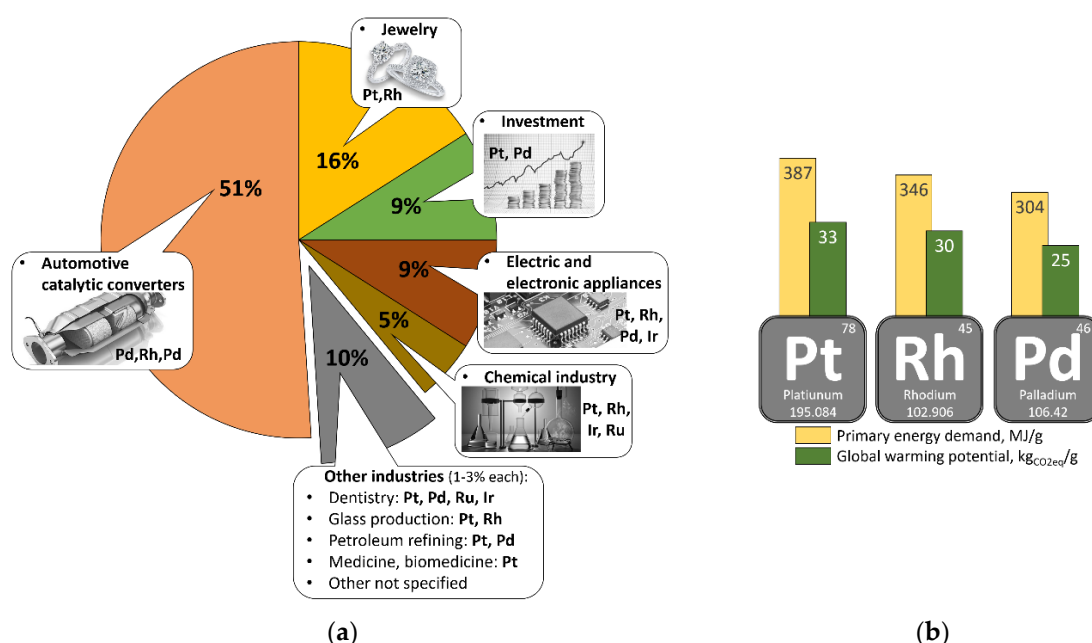 • Jewelry
Pt,Rh
16%
• Investment
Pt, Pd
9%
51%
• Automotive
catalytic converters
Pd,Rh,Pd
9%
• Electric and
electronic appliances
Pt, Rh,
Pd, Ir
5%
• Chemical industry
Pt, Rh,
Ir, Ru
10%
Other industries (1-3% each):
• Dentistry: Pt, Pd, Ru, Ir
• Glass production: Pt, Rh
• Petroleum refining: Pt, Pd
• Medicine, biomedicine: Pt
• Other not specified
(a)
387
33
346
30
304
25
78
Pt
Platiunum
195.084
45
Rh
Rhodium
102.906
46
Pd
Palladium
106.42
Primary energy demand, MJ/g
Global warming potential, kgCO2eq/g
(b)